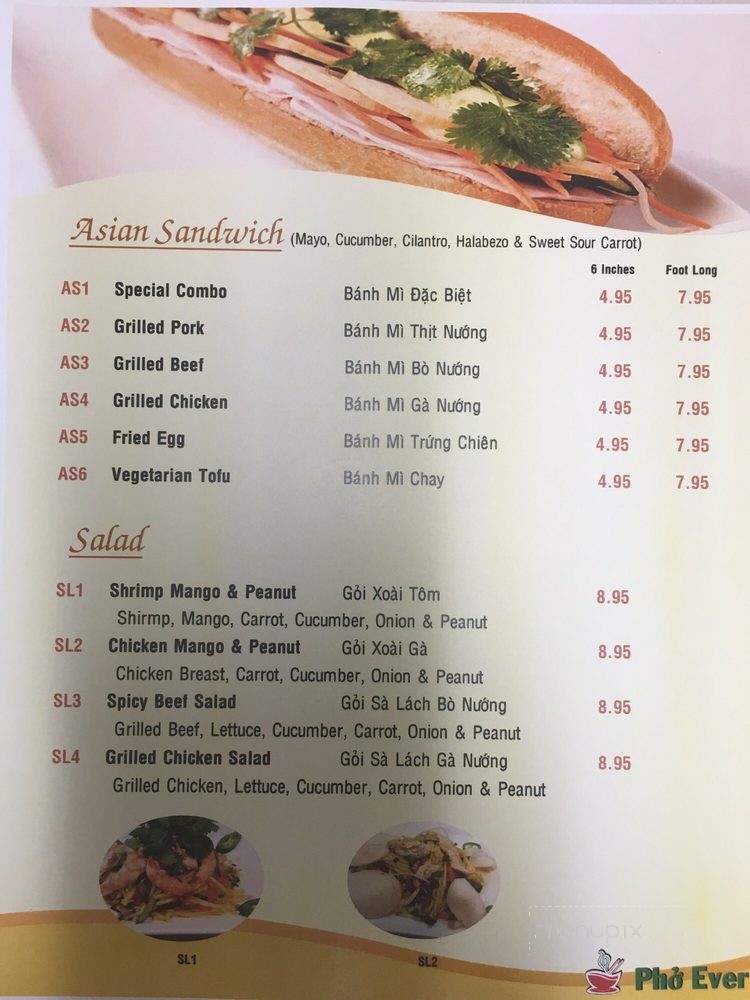 Asian Sandwich (Mayo, Cucumber, Cilantro, Halabezo & Sweet Sour Carrot)
6 Inches Foot Long
AS1 Special Combo Bánh Mì Đặc Biệt 4.95 7.95
AS2 Grilled Pork Bánh Mì Thịt Nướng 4.95 7.95
AS3 Grilled Beef Bánh Mì Bò Nướng 4.95 7.95
AS4 Grilled Chicken Bánh Mì Gà Nướng 4.95 7.95
AS5 Fried Egg Bánh Mì Trứng Chiên 4.95 7.95
AS6 Vegetarian Tofu Bánh Mì Chay 4.95 7.95
Salad
SL1 Shrimp Mango & Peanut Gỏi Xoài Tôm 8.95
Shirmp, Mango, Carrot, Cucumber, Onion & Peanut
SL2 Chicken Mango & Peanut Gỏi Xoài Gà 8.95
Chicken Breast, Carrot, Cucumber, Onion & Peanut
SL3 Spicy Beef Salad Gỏi Sà Lách Bò Nướng 8.95
Grilled Beef, Lettuce, Cucumber, Carrot, Onion & Peanut
SL4 Grilled Chicken Salad Gỏi Sà Lách Gà Nướng 8.95
Grilled Chicken, Lettuce, Cucumber, Carrot, Onion & Peanut
SL1 SL2
Phở Ever